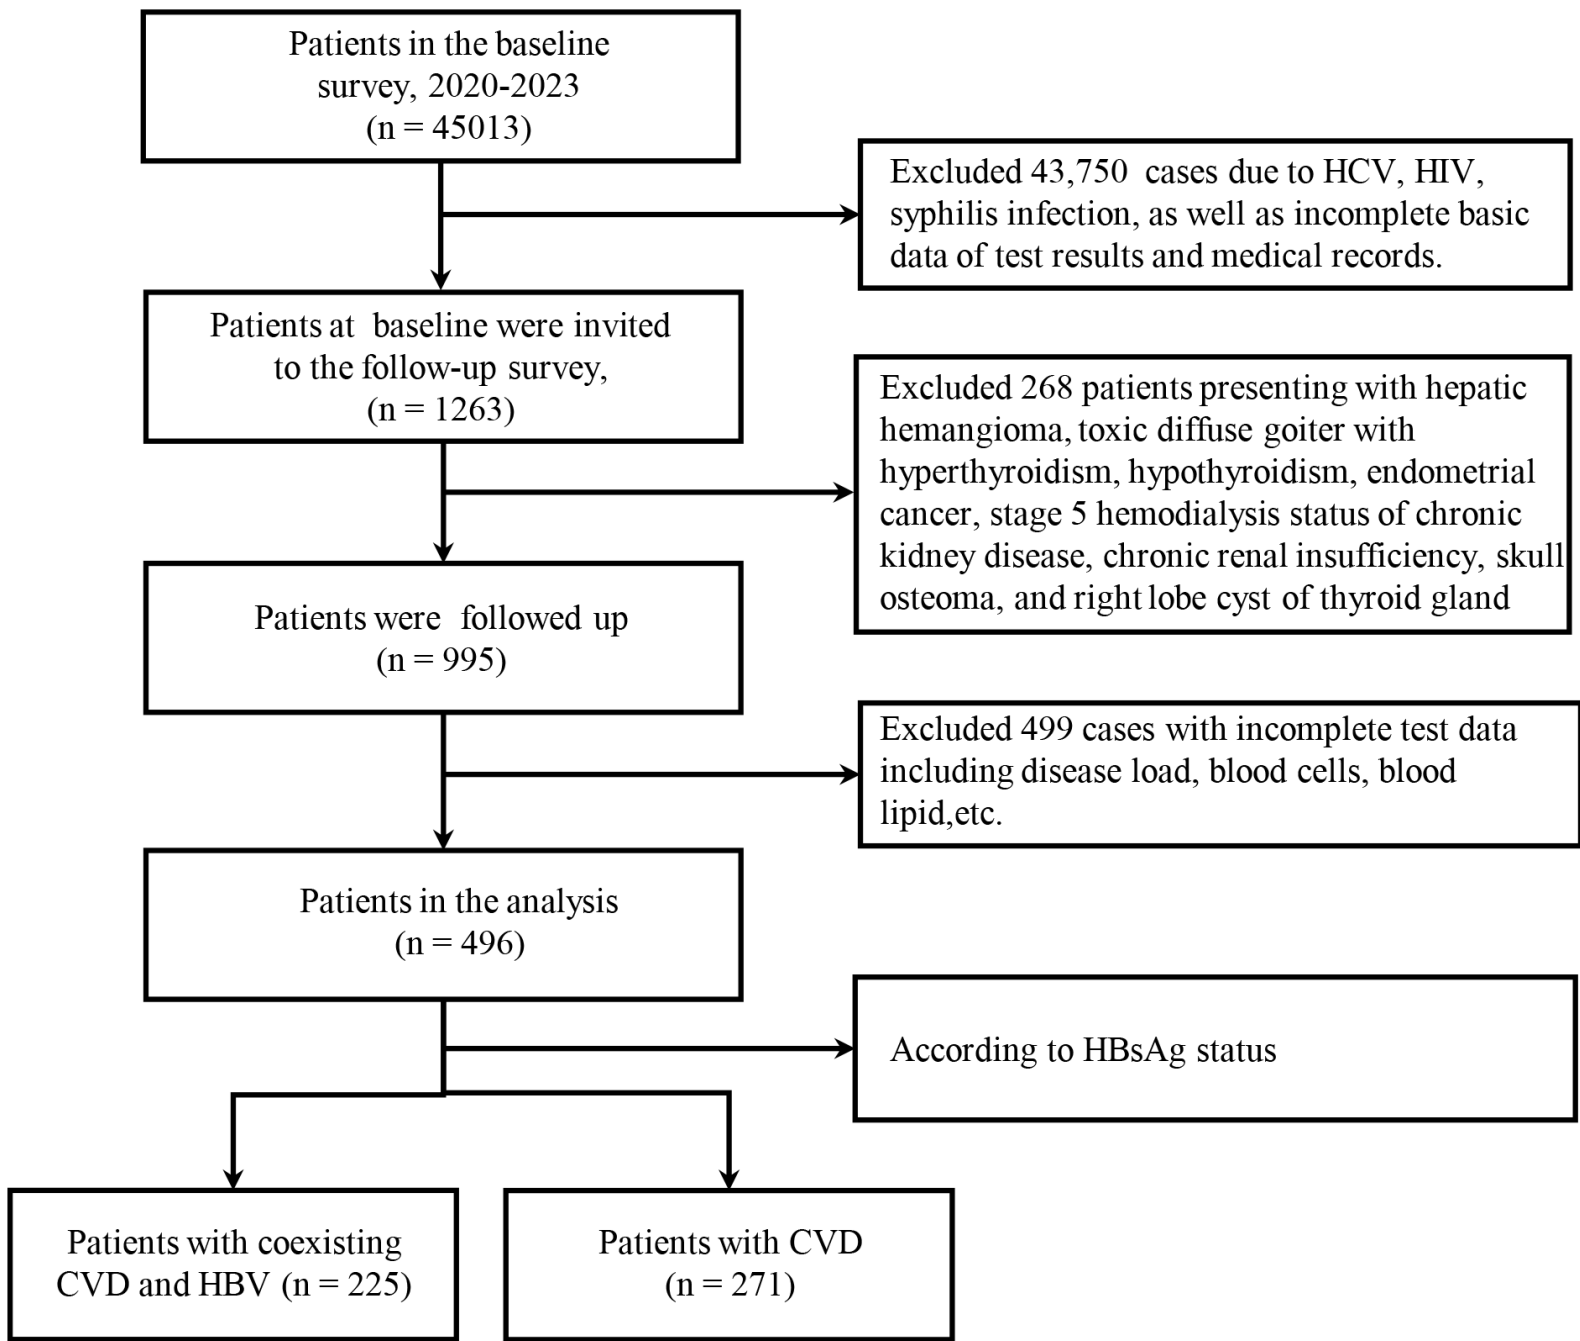 Patients in the baseline
survey, 2020-2023
(n = 45013)
Excluded 43,750 cases due to HCV, HIV,
syphilis infection, as well as incomplete basic
data of test results and medical records.
Patients at baseline were invited
to the follow-up survey,
(n = 1263)
Excluded 268 patients presenting with hepatic
hemangioma, toxic diffuse goiter with
hyperthyroidism, hypothyroidism, endometrial
cancer, stage 5 hemodialysis status of chronic
kidney disease, chronic renal insufficiency, skull
osteoma, and right lobe cyst of thyroid gland
Patients were followed up
(n = 995)
Excluded 499 cases with incomplete test data
including disease load, blood cells, blood
lipid,etc.
Patients in the analysis
(n = 496)
According to HBsAg status
Patients with coexisting
CVD and HBV (n = 225)
Patients with CVD
(n = 271)